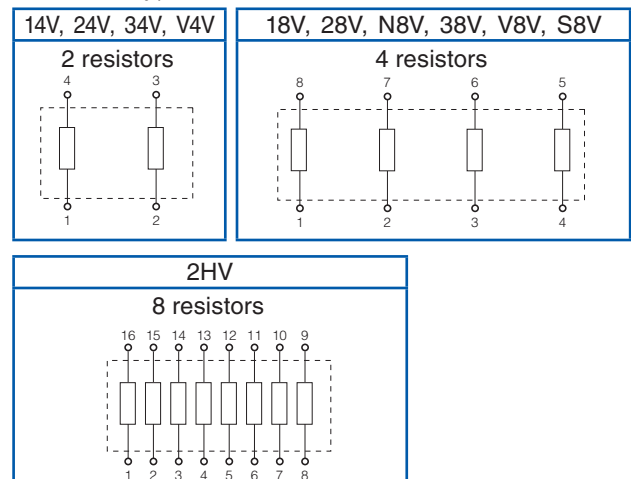 14V, 24V, 34V, V4V
2 resistors
4 3
1 2
18V, 28V, N8V, 38V, V8V, S8V
4 resistors
8 7 6 5
1 2 3 4
2HV
8 resistors
16 15 14 13 12 11 10 9
1 2 3 4 5 6 7 8